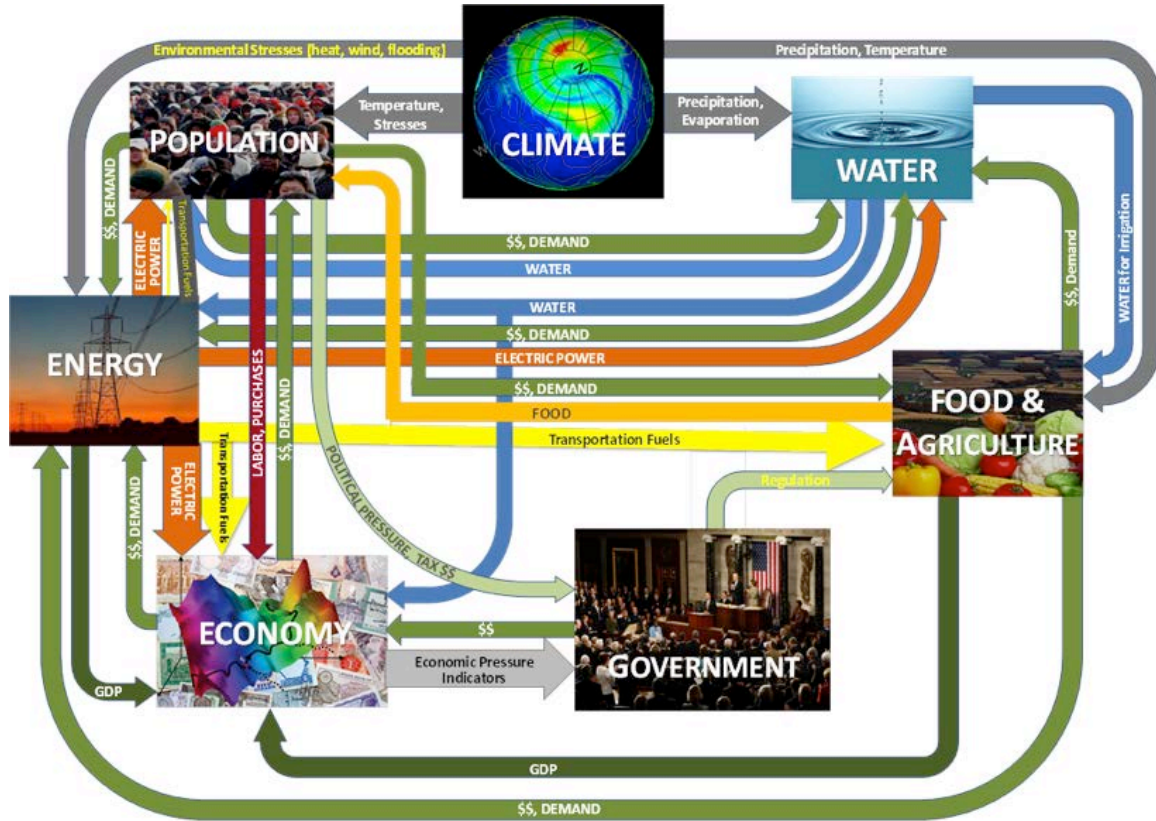 Environmental Stresses (heat, wind, flooding)
Precipitation, Temperature
Temperature,
Stresses
CLIMATE
N
Precipitation,
Evaporation
POPULATION
WATER
$$, DEMAND
ELECTRIC
POWER
Transportation Fuels
$$, DEMAND
WATER
WATER
$$, DEMAND
ELECTRIC POWER
$$, Demand
WATER for Irrigation
ENERGY
LABOR, PURCHASES
$$, DEMAND
$$, DEMAND
FOOD
Transportation Fuels
FOOD &
AGRICULTURE
ELECTRIC
POWER
Transportation Fuels
$$, DEMAND
POLITICAL PRESSURE, TAX $$
Regulation
ECONOMY
$$
Economic Pressure
Indicators
GOVERNMENT
GDP
GDP
$$, DEMAND